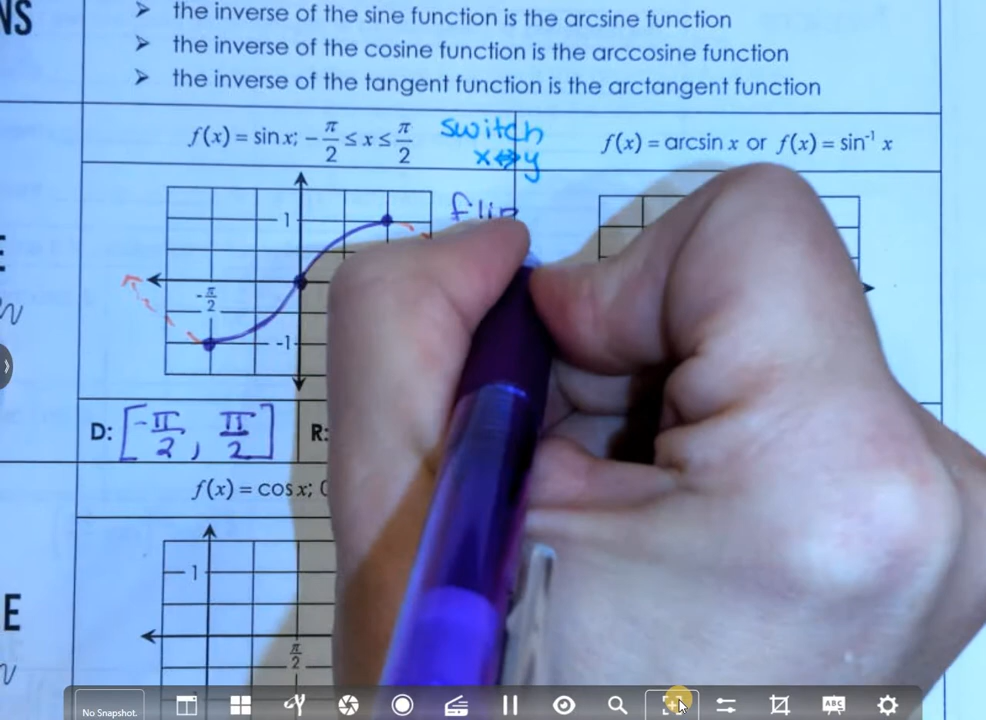 NS
➤ the inverse of the sine function is the arcsine function
➤ the inverse of the cosine function is the arccosine function
➤ the inverse of the tangent function is the arctangent function
f(x) = sin x; -π/2 ≤ x ≤ π/2
switch
x⇔y
f(x) = arcsin x or f(x) = sin⁻¹ x
flip
1
-π/2
-1
D: [-π/2, π/2]
R:
f(x) = cos x;
1
E
π/2
No Snapshot.
ABC